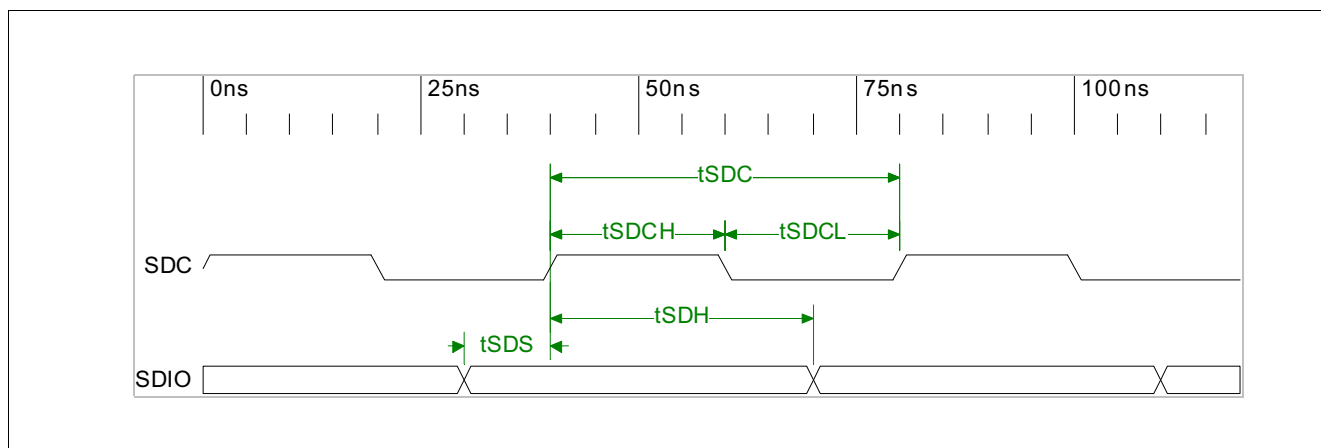 0ns 25ns 50ns 75ns 100ns
tSDC
tSDCH tSDCL
SDC
tSDH
tSDS
SDIO